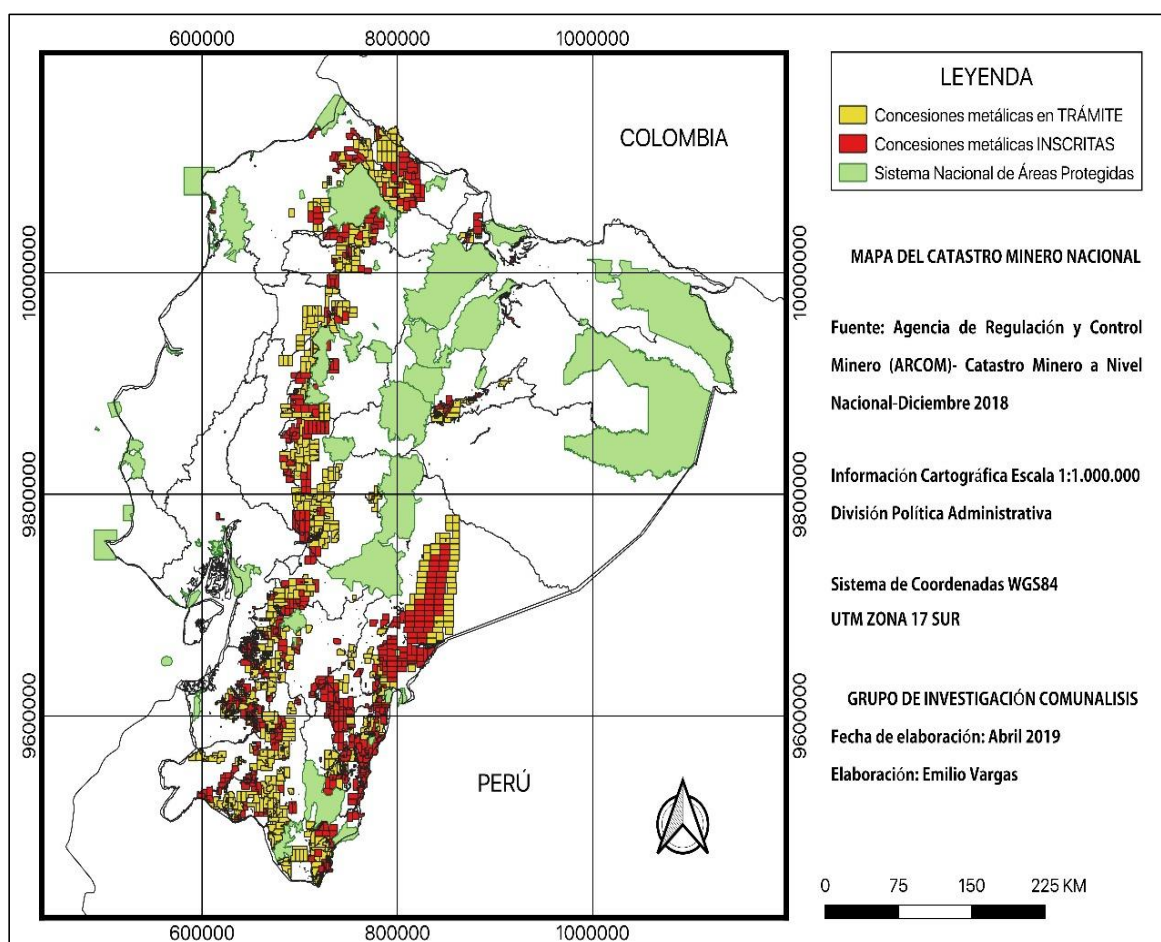 600000 800000 1000000
COLOMBIA
PERÚ
10000000
9800000
9600000
10000000
9800000
9600000
600000 800000 1000000
LEYENDA
Concesiones metálicas en TRÁMITE
Concesiones metálicas INSCRITAS
Sistema Nacional de Áreas Protegidas
MAPA DEL CATASTRO MINERO NACIONAL
Fuente: Agencia de Regulación y Control
Minero (ARCOM)- Catastro Minero a Nivel
Nacional-Diciembre 2018
Información Cartográfica Escala 1:1.000.000
División Política Administrativa
Sistema de Coordenadas WGS84
UTM ZONA 17 SUR
GRUPO DE INVESTIGACIÓN COMUNALISIS
Fecha de elaboración: Abril 2019
Elaboración: Emilio Vargas
0 75 150 225 KM